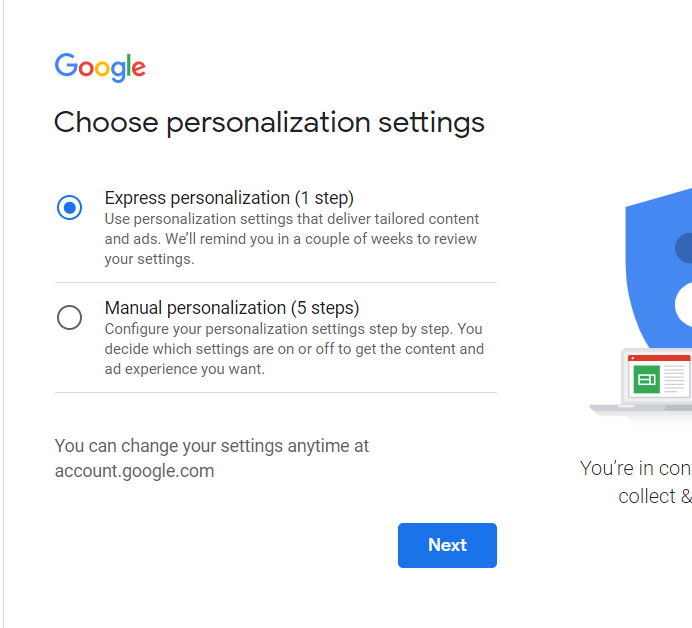 Google
Choose personalization settings
Express personalization (1 step)
Use personalization settings that deliver tailored content
and ads. We’ll remind you in a couple of weeks to review
your settings.
Manual personalization (5 steps)
Configure your personalization settings step by step. You
decide which settings are on or off to get the content and
ad experience you want.
You can change your settings anytime at
account.google.com
Next
You’re in con
collect &